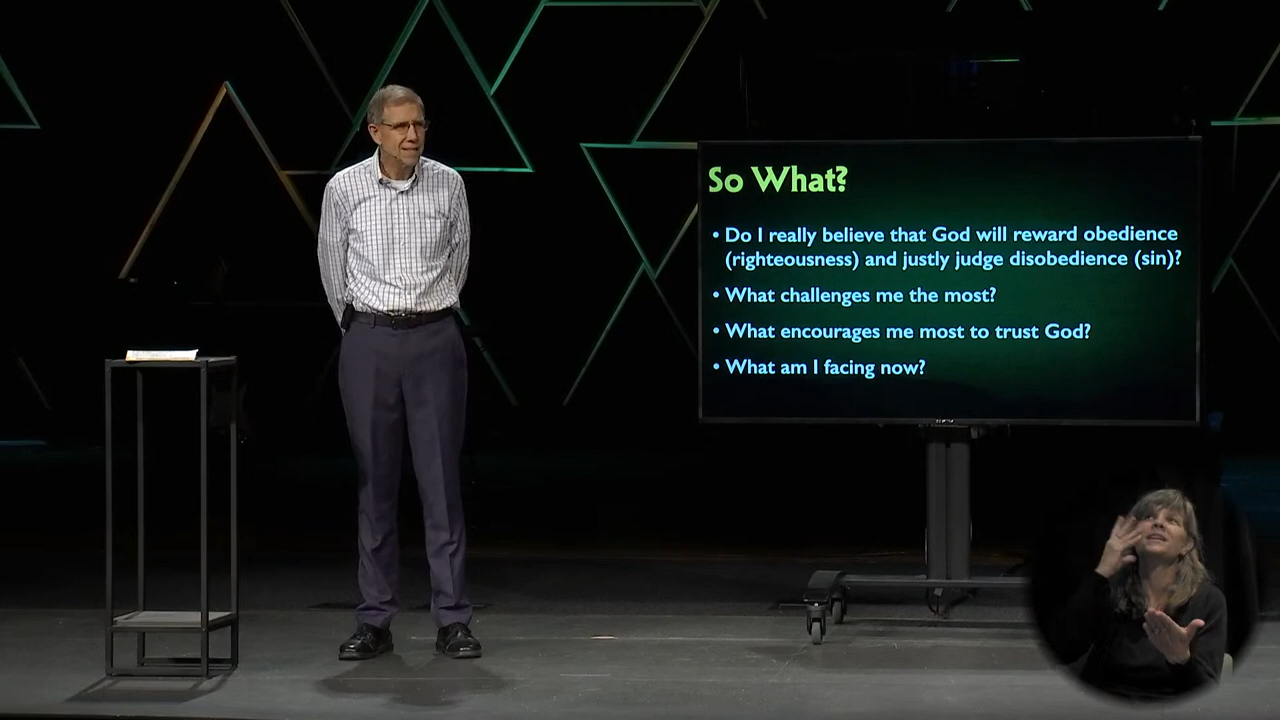 So What?
• Do I really believe that God will reward obedience
(righteousness) and justly judge disobedience (sin)?
• What challenges me the most?
• What encourages me most to trust God?
• What am I facing now?